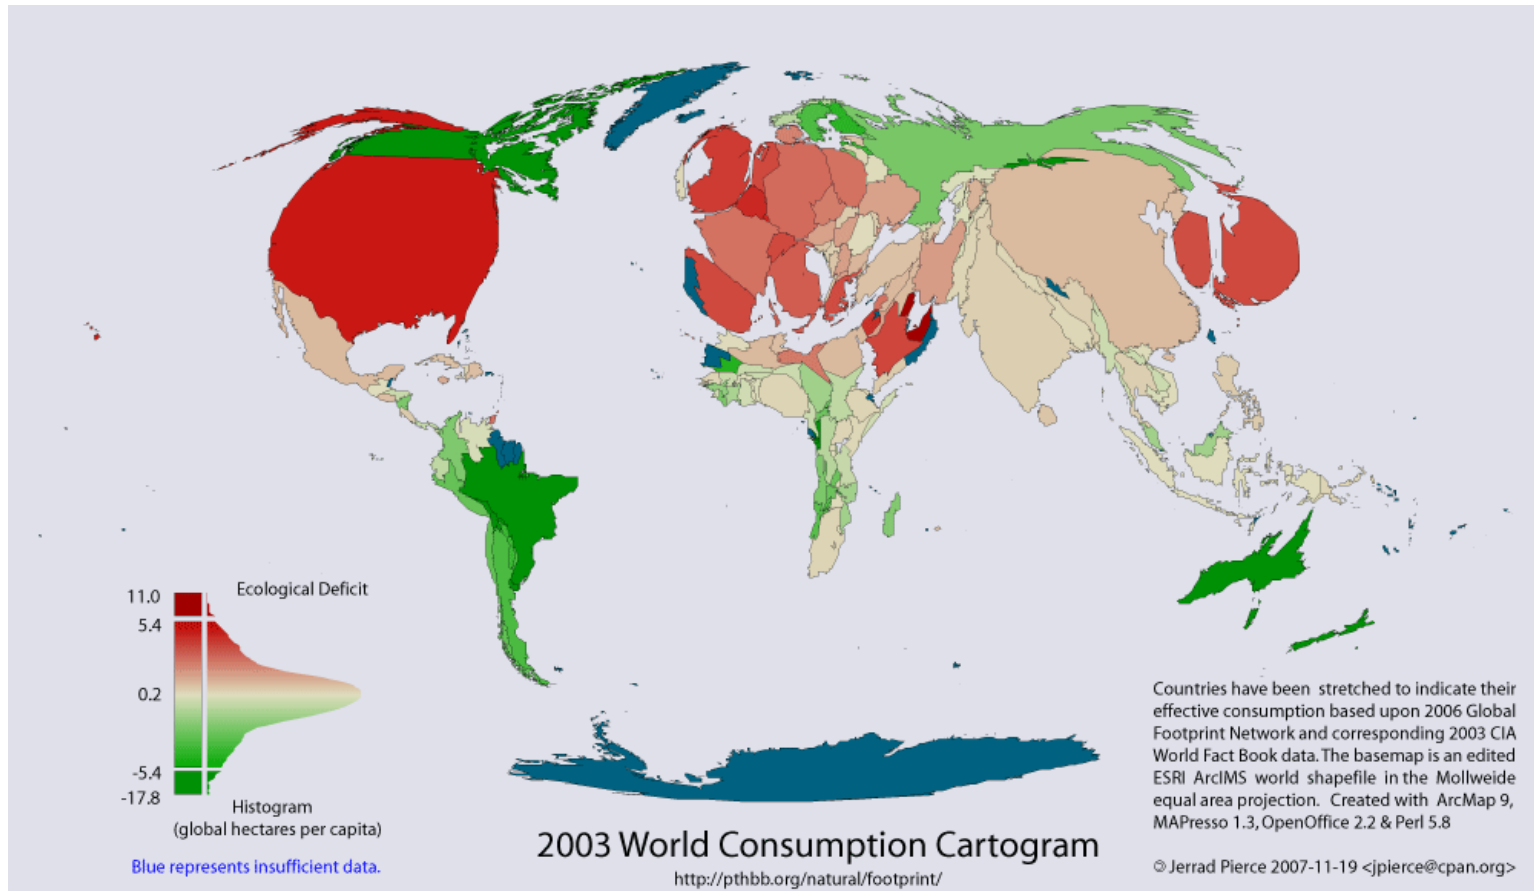 Ecological Deficit
11.0
5.4
0.2
-5.4
-17.8
Histogram
(global hectares per capita)
Blue represents insufficient data.
2003 World Consumption Cartogram
http://pthbb.org/natural/footprint/
Countries have been stretched to indicate their
effective consumption based upon 2006 Global
Footprint Network and corresponding 2003 CIA
World Fact Book data. The basemap is an edited
ESRI ArcIMS world shapefile in the Mollweide
equal area projection. Created with ArcMap 9,
MAPresso 1.3, OpenOffice 2.2 & Perl 5.8
© Jerrad Pierce 2007-11-19 <jpierce@cpan.org>